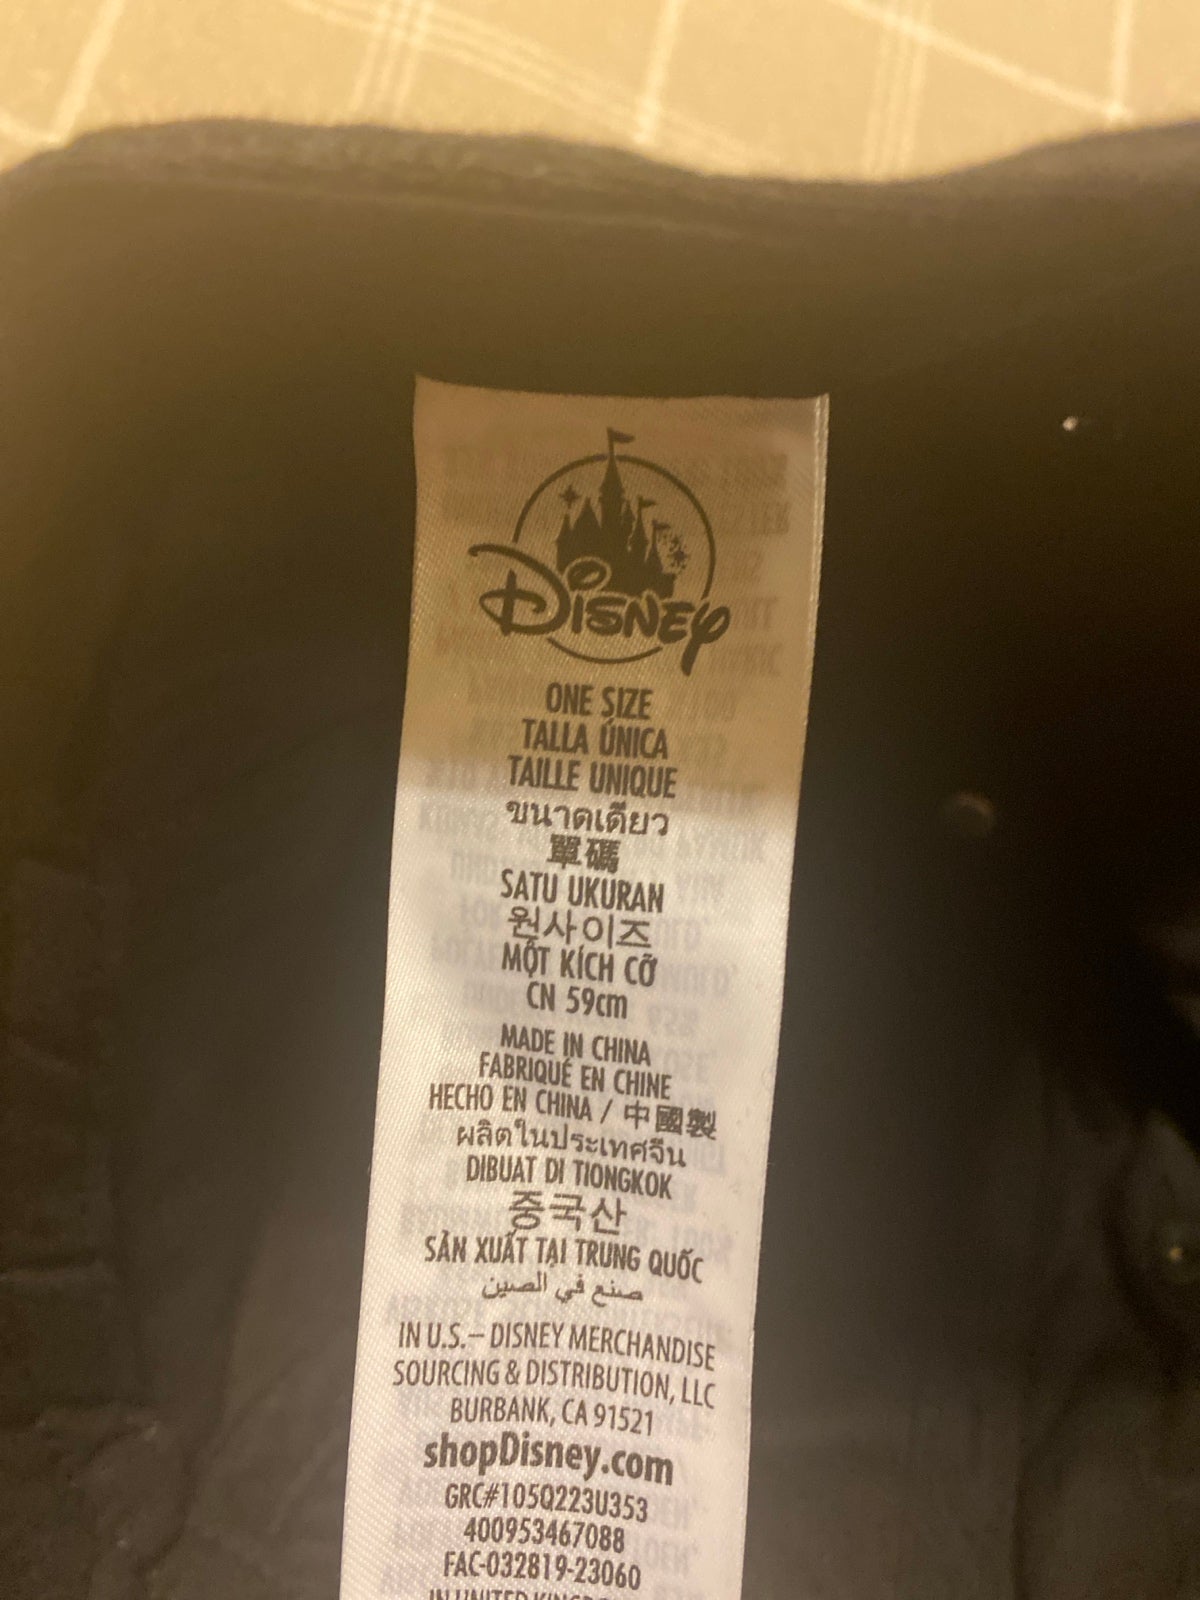 Disney
ONE SIZE
TALLA ÚNICA
TAILLE UNIQUE
ขนาดเดียว
單碼
SATU UKURAN
원사이즈
MỘT KÍCH CỠ
CN 59cm
MADE IN CHINA
FABRIQUÉ EN CHINE
HECHO EN CHINA / 中國製
ผลิตในประเทศจีน
DIBUAT DI TIONGKOK
중국산
SẢN XUẤT TẠI TRUNG QUỐC
صنع في الصين
IN U.S.– DISNEY MERCHANDISE
SOURCING & DISTRIBUTION, LLC
BURBANK, CA 91521
shopDisney.com
GRC#105Q223U353
400953467088
FAC-032819-23060
IN UNITED KINGDOM